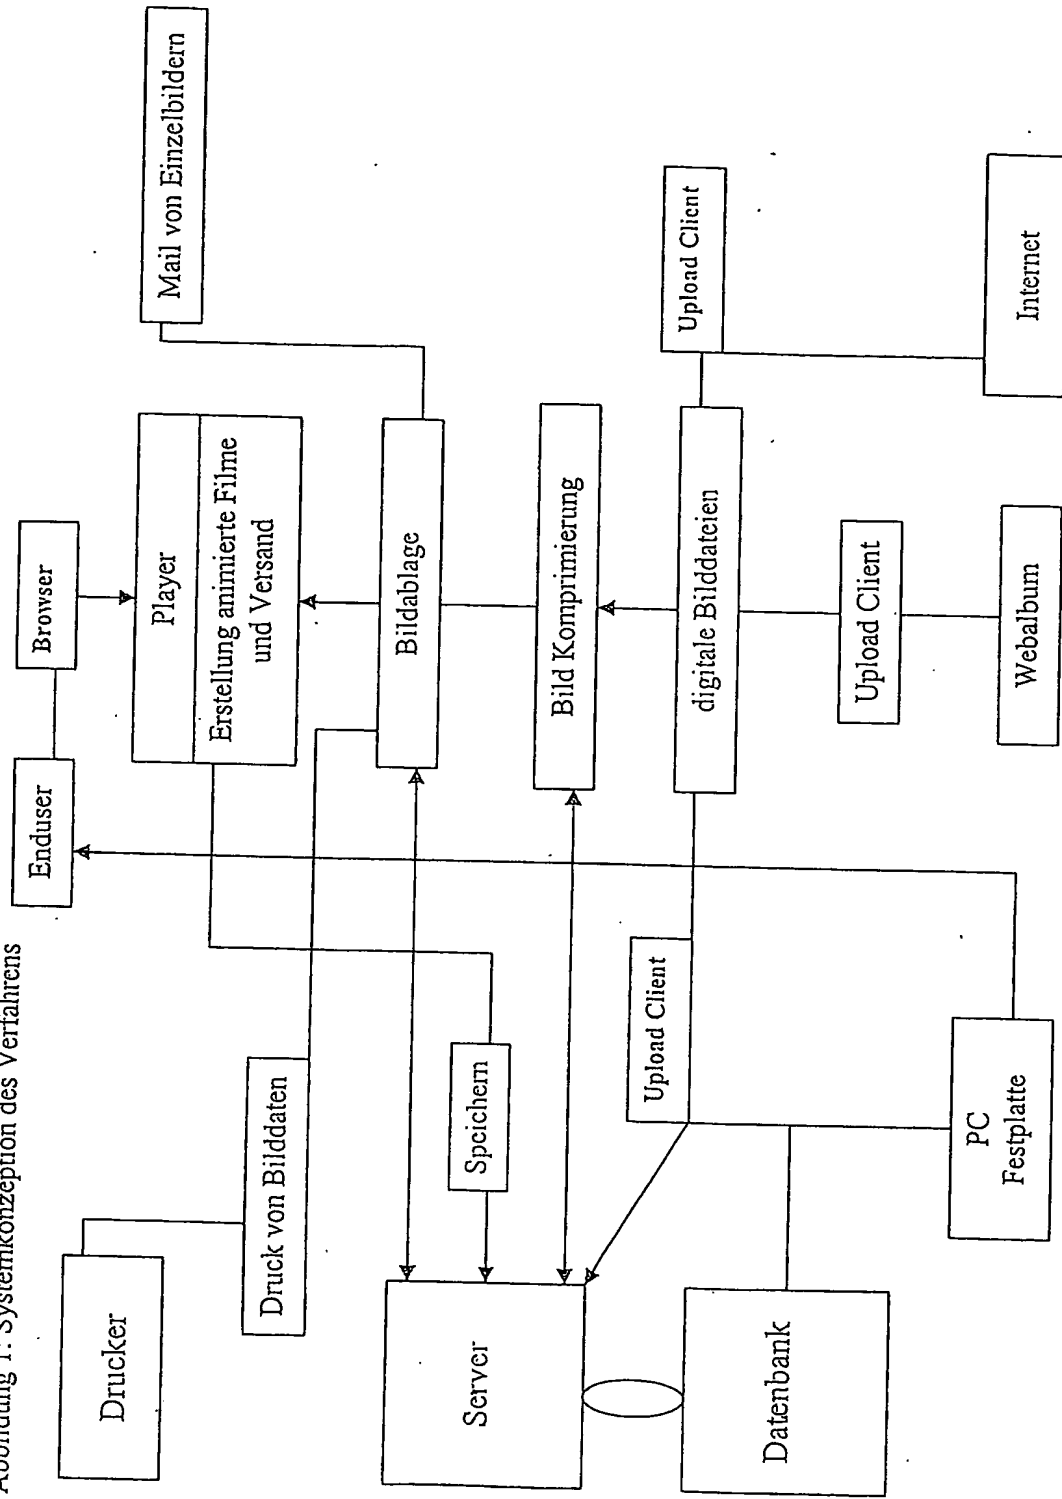 Abbildung 1: Systemkonzeption des Verfahrens
Enduser
Browser
Drucker
Player
Mail von Einzelbildern
Erstellung animierte Filme
und Versand
Druck von Bilddaten
Bildablage
Server
Speichern
Bild Komprimierung
Upload Client
digitale Bilddateien
Upload Client
Datenbank
Upload Client
PC
Festplatte
Webalbum
Internet